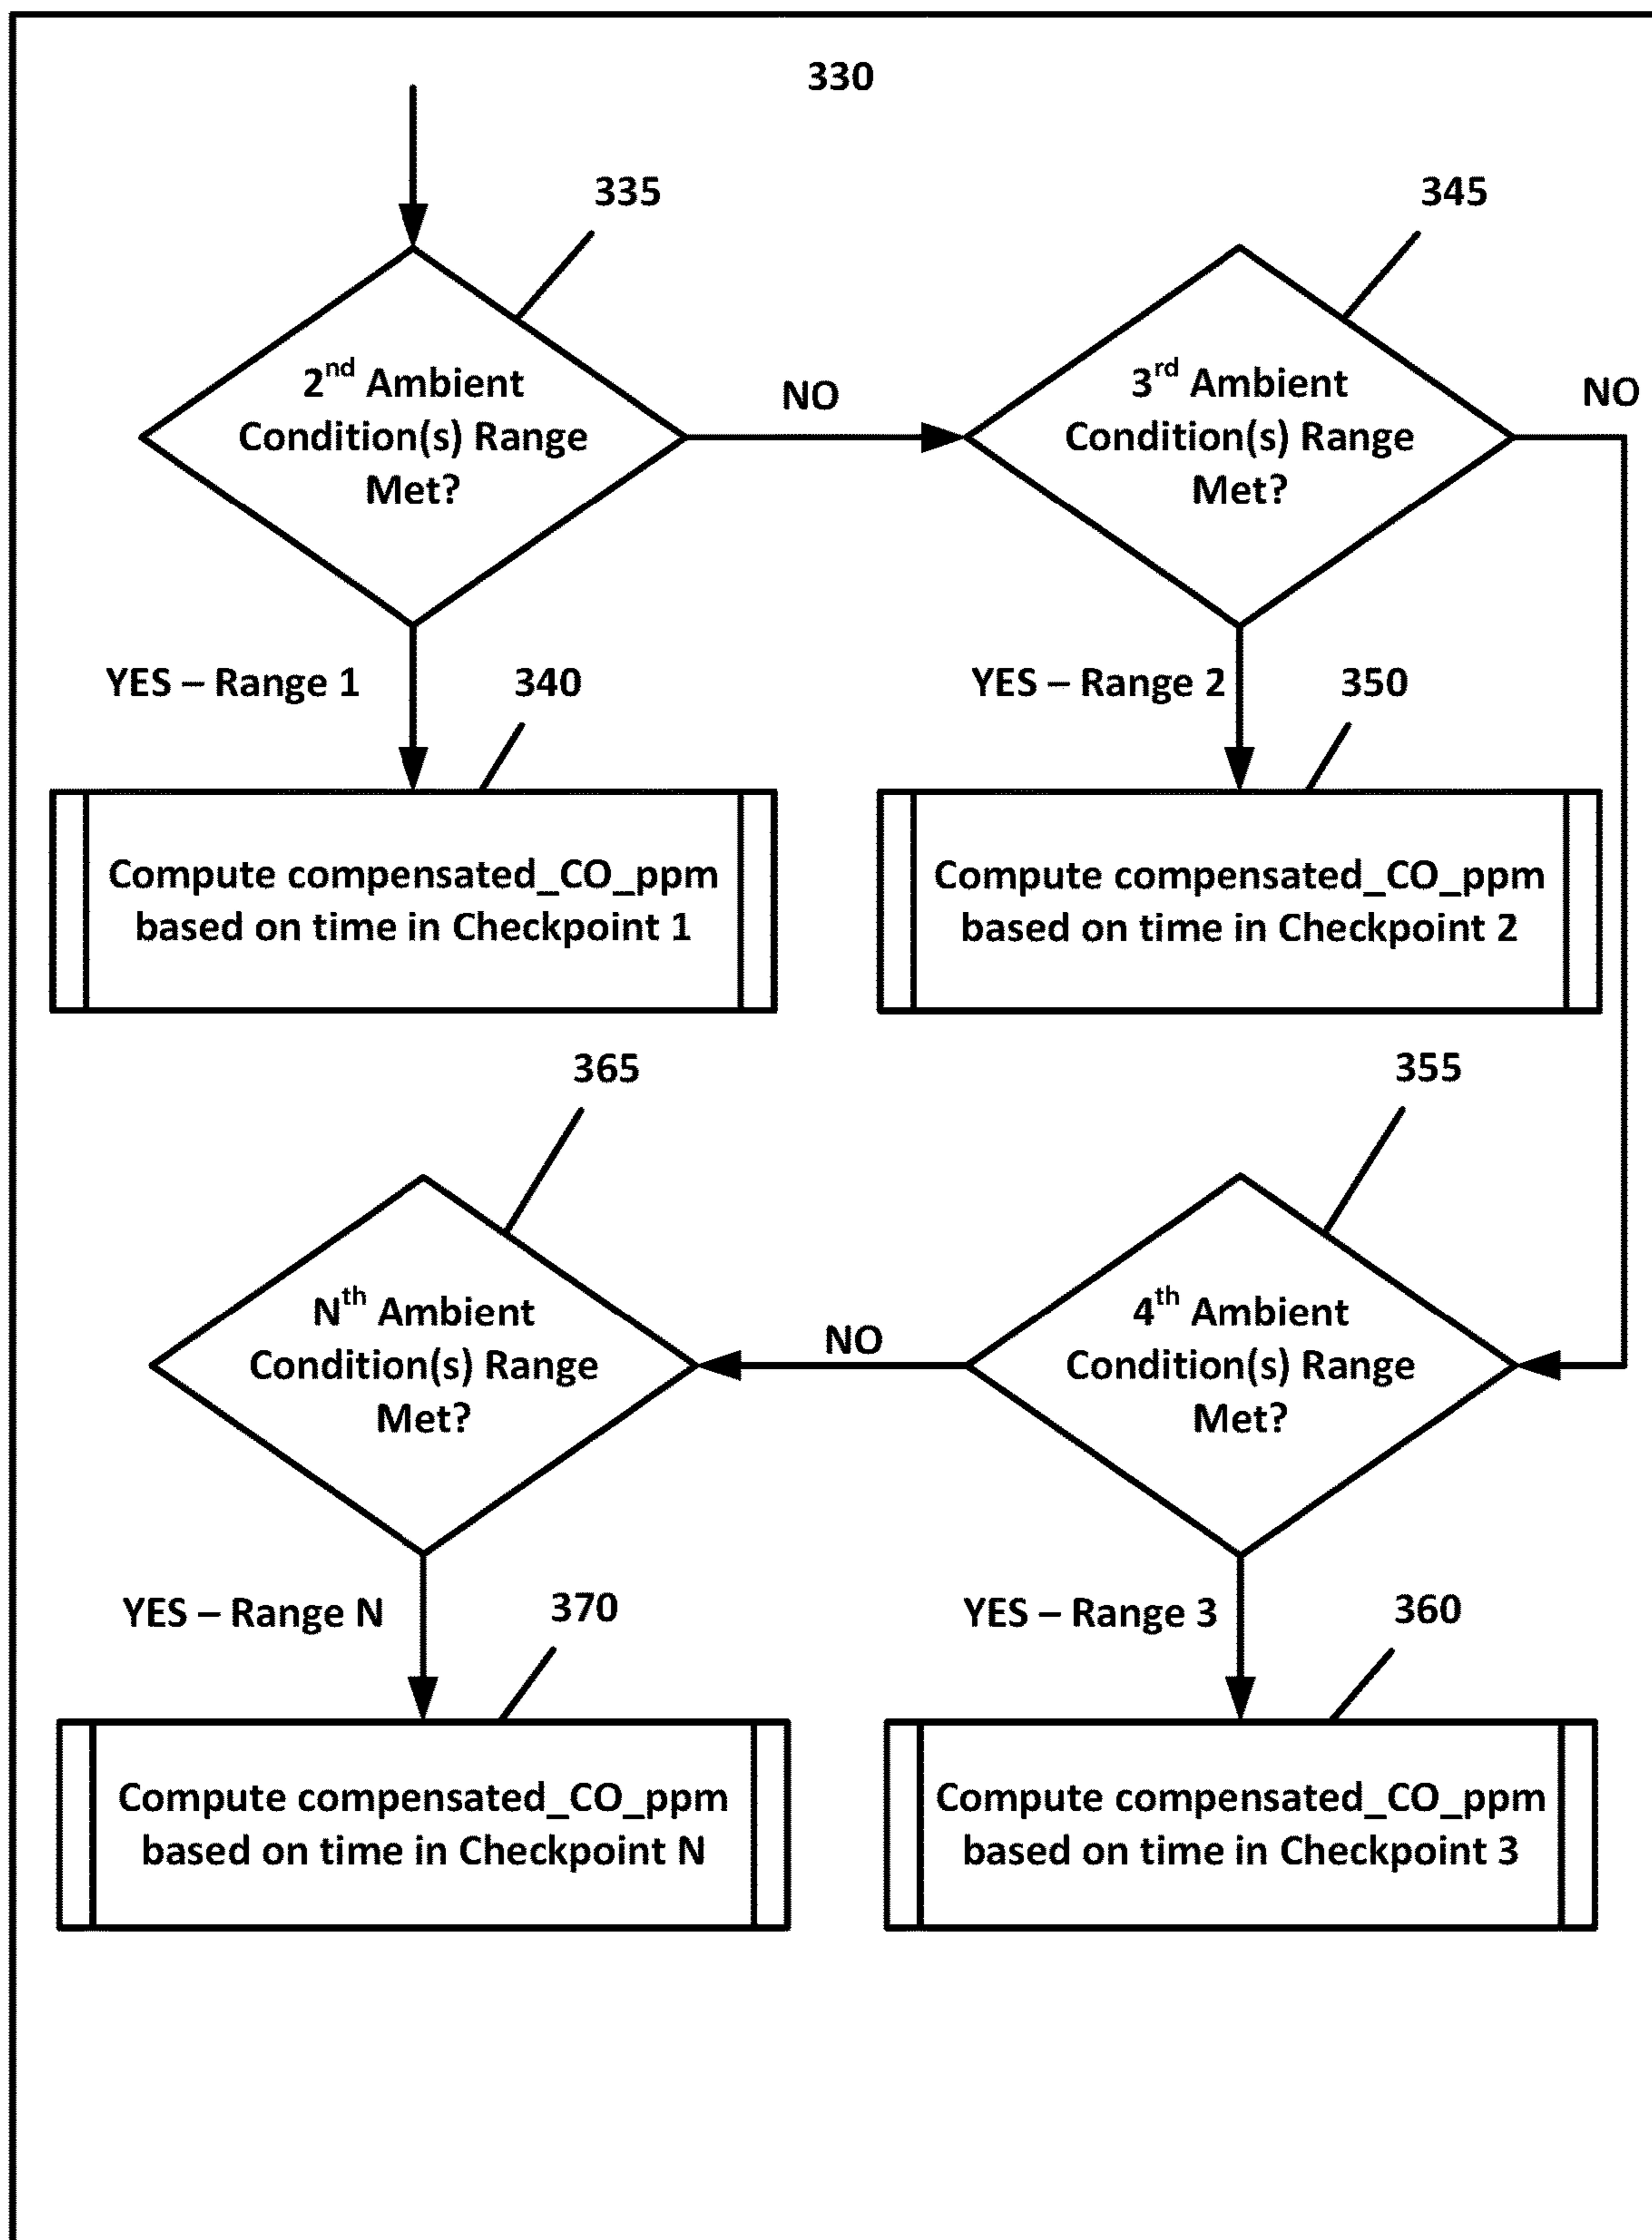 330
335
345
2nd Ambient
Condition(s) Range
Met?
NO
3rd Ambient
Condition(s) Range
Met?
NO
YES – Range 1
340
YES – Range 2
350
Compute compensated_CO_ppm
based on time in Checkpoint 1
Compute compensated_CO_ppm
based on time in Checkpoint 2
365
355
Nth Ambient
Condition(s) Range
Met?
NO
4th Ambient
Condition(s) Range
Met?
YES – Range N
370
YES – Range 3
360
Compute compensated_CO_ppm
based on time in Checkpoint N
Compute compensated_CO_ppm
based on time in Checkpoint 3